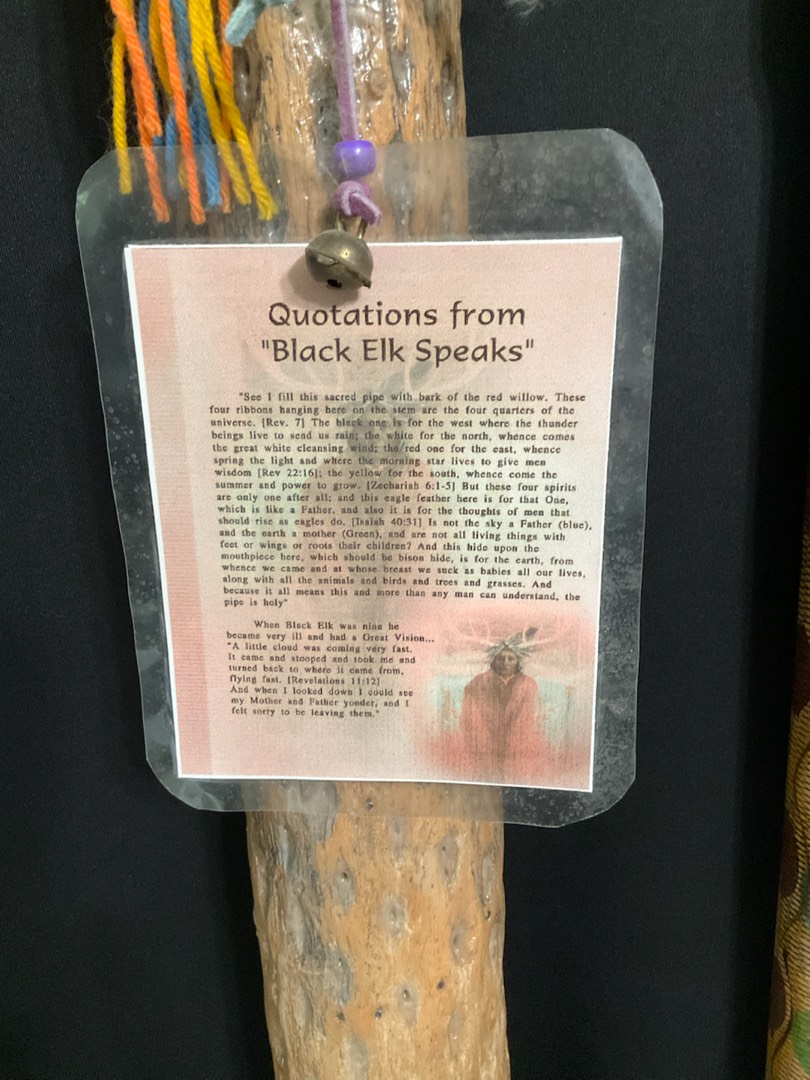 Quotations from
"Black Elk Speaks"
"See I fill this sacred pipe with bark of the red willow. These
four ribbons hanging here on the stem are the four quarters of the
universe. [Rev. 7] The black one is for the west where the thunder
beings live to send us rain; the white for the north, whence comes
the great white cleansing wind; the red one for the east, whence
spring the light and where the morning star lives to give men
wisdom [Rev 22:16]; the yellow for the south, whence come the
summer and power to grow. [Zechariah 6:1-5] But these four spirits
are only one after all; and this eagle feather here is for that One,
which is like a Father, and also it is for the thoughts of men that
should rise as eagles do. [Isaiah 40:31] Is not the sky a Father (blue),
and the earth a mother (Green), and are not all living things with
feet or wings or roots their children? And this hide upon the
mouthpiece here, which should be bison hide, is for the earth, from
whence we came and at whose breast we suck as babies all our lives,
along with all the animals and birds and trees and grasses. And
because it all means this and more than any man can understand, the
pipe is holy"
When Black Elk was nine he
became very ill and had a Great Vision...
"A little cloud was coming very fast.
It came and stooped and took me and
turned back to where it came from,
flying fast. [Revelations 11:12]
And when I looked down I could see
my Mother and Father yonder, and I
felt sorry to be leaving them."